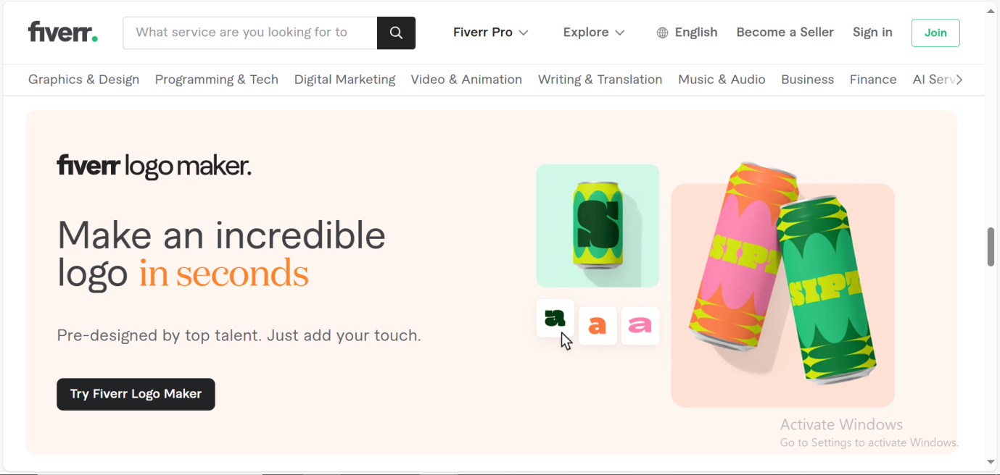 fiverr.
What service are you looking for to
Fiverr Pro
Explore
English
Become a Seller
Sign in
Join
Graphics & Design
Programming & Tech
Digital Marketing
Video & Animation
Writing & Translation
Music & Audio
Business
Finance
AI Serv
fiverr logo maker.
Make an incredible
logo in seconds
Pre-designed by top talent. Just add your touch.
Try Fiverr Logo Maker
S
a
a
a
SIPT
SIPT
Activate Windows
Go to Settings to activate Windows.